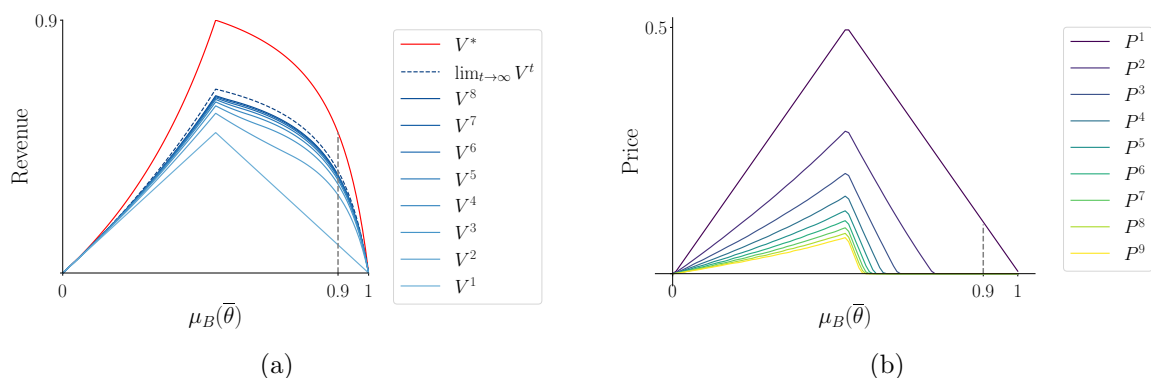 0.9
Revenue
0
0.9
1
μ_B(θ̅)
V*
lim_{t→∞} V^t
V^8
V^7
V^6
V^5
V^4
V^3
V^2
V^1
(a)
0.5
Price
0
0.9
1
μ_B(θ̅)
P^1
P^2
P^3
P^4
P^5
P^6
P^7
P^8
P^9
(b)